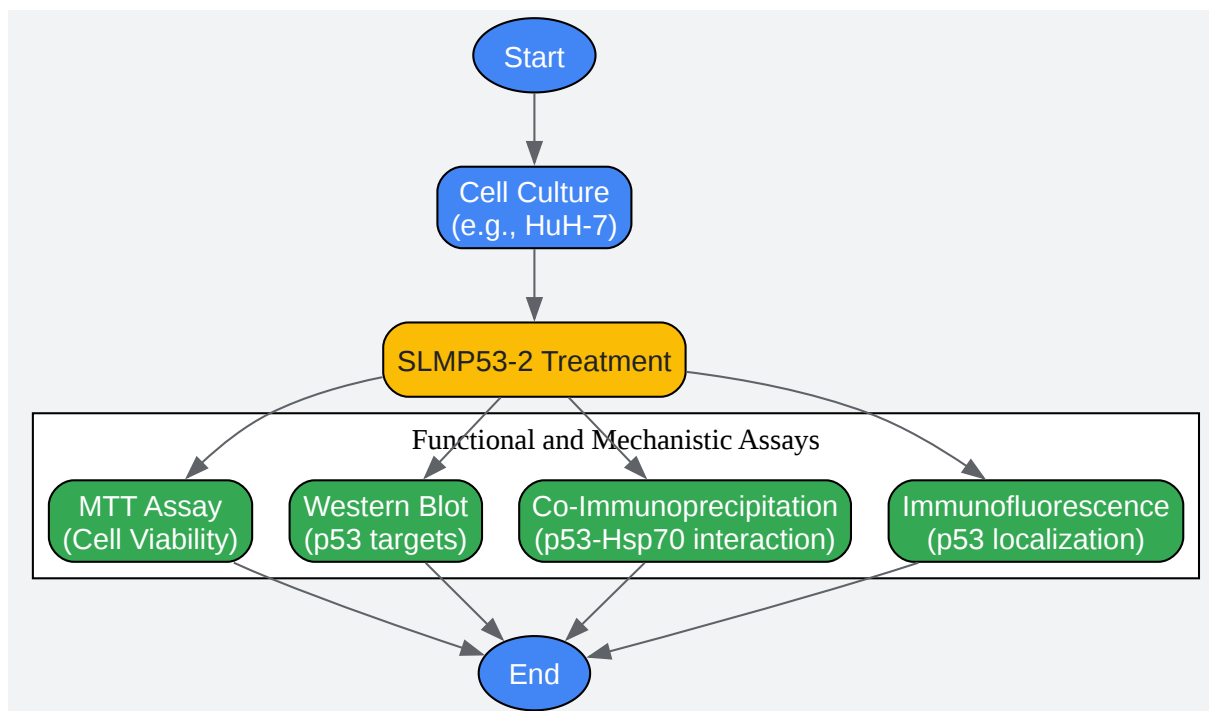 Start
Cell Culture
(e.g., HuH-7)
SLMP53-2 Treatment
Functional and Mechanistic Assays
MTT Assay
(Cell Viability)
Western Blot
(p53 targets)
Co-Immunoprecipitation
(p53-Hsp70 interaction)
Immunofluorescence
(p53 localization)
End